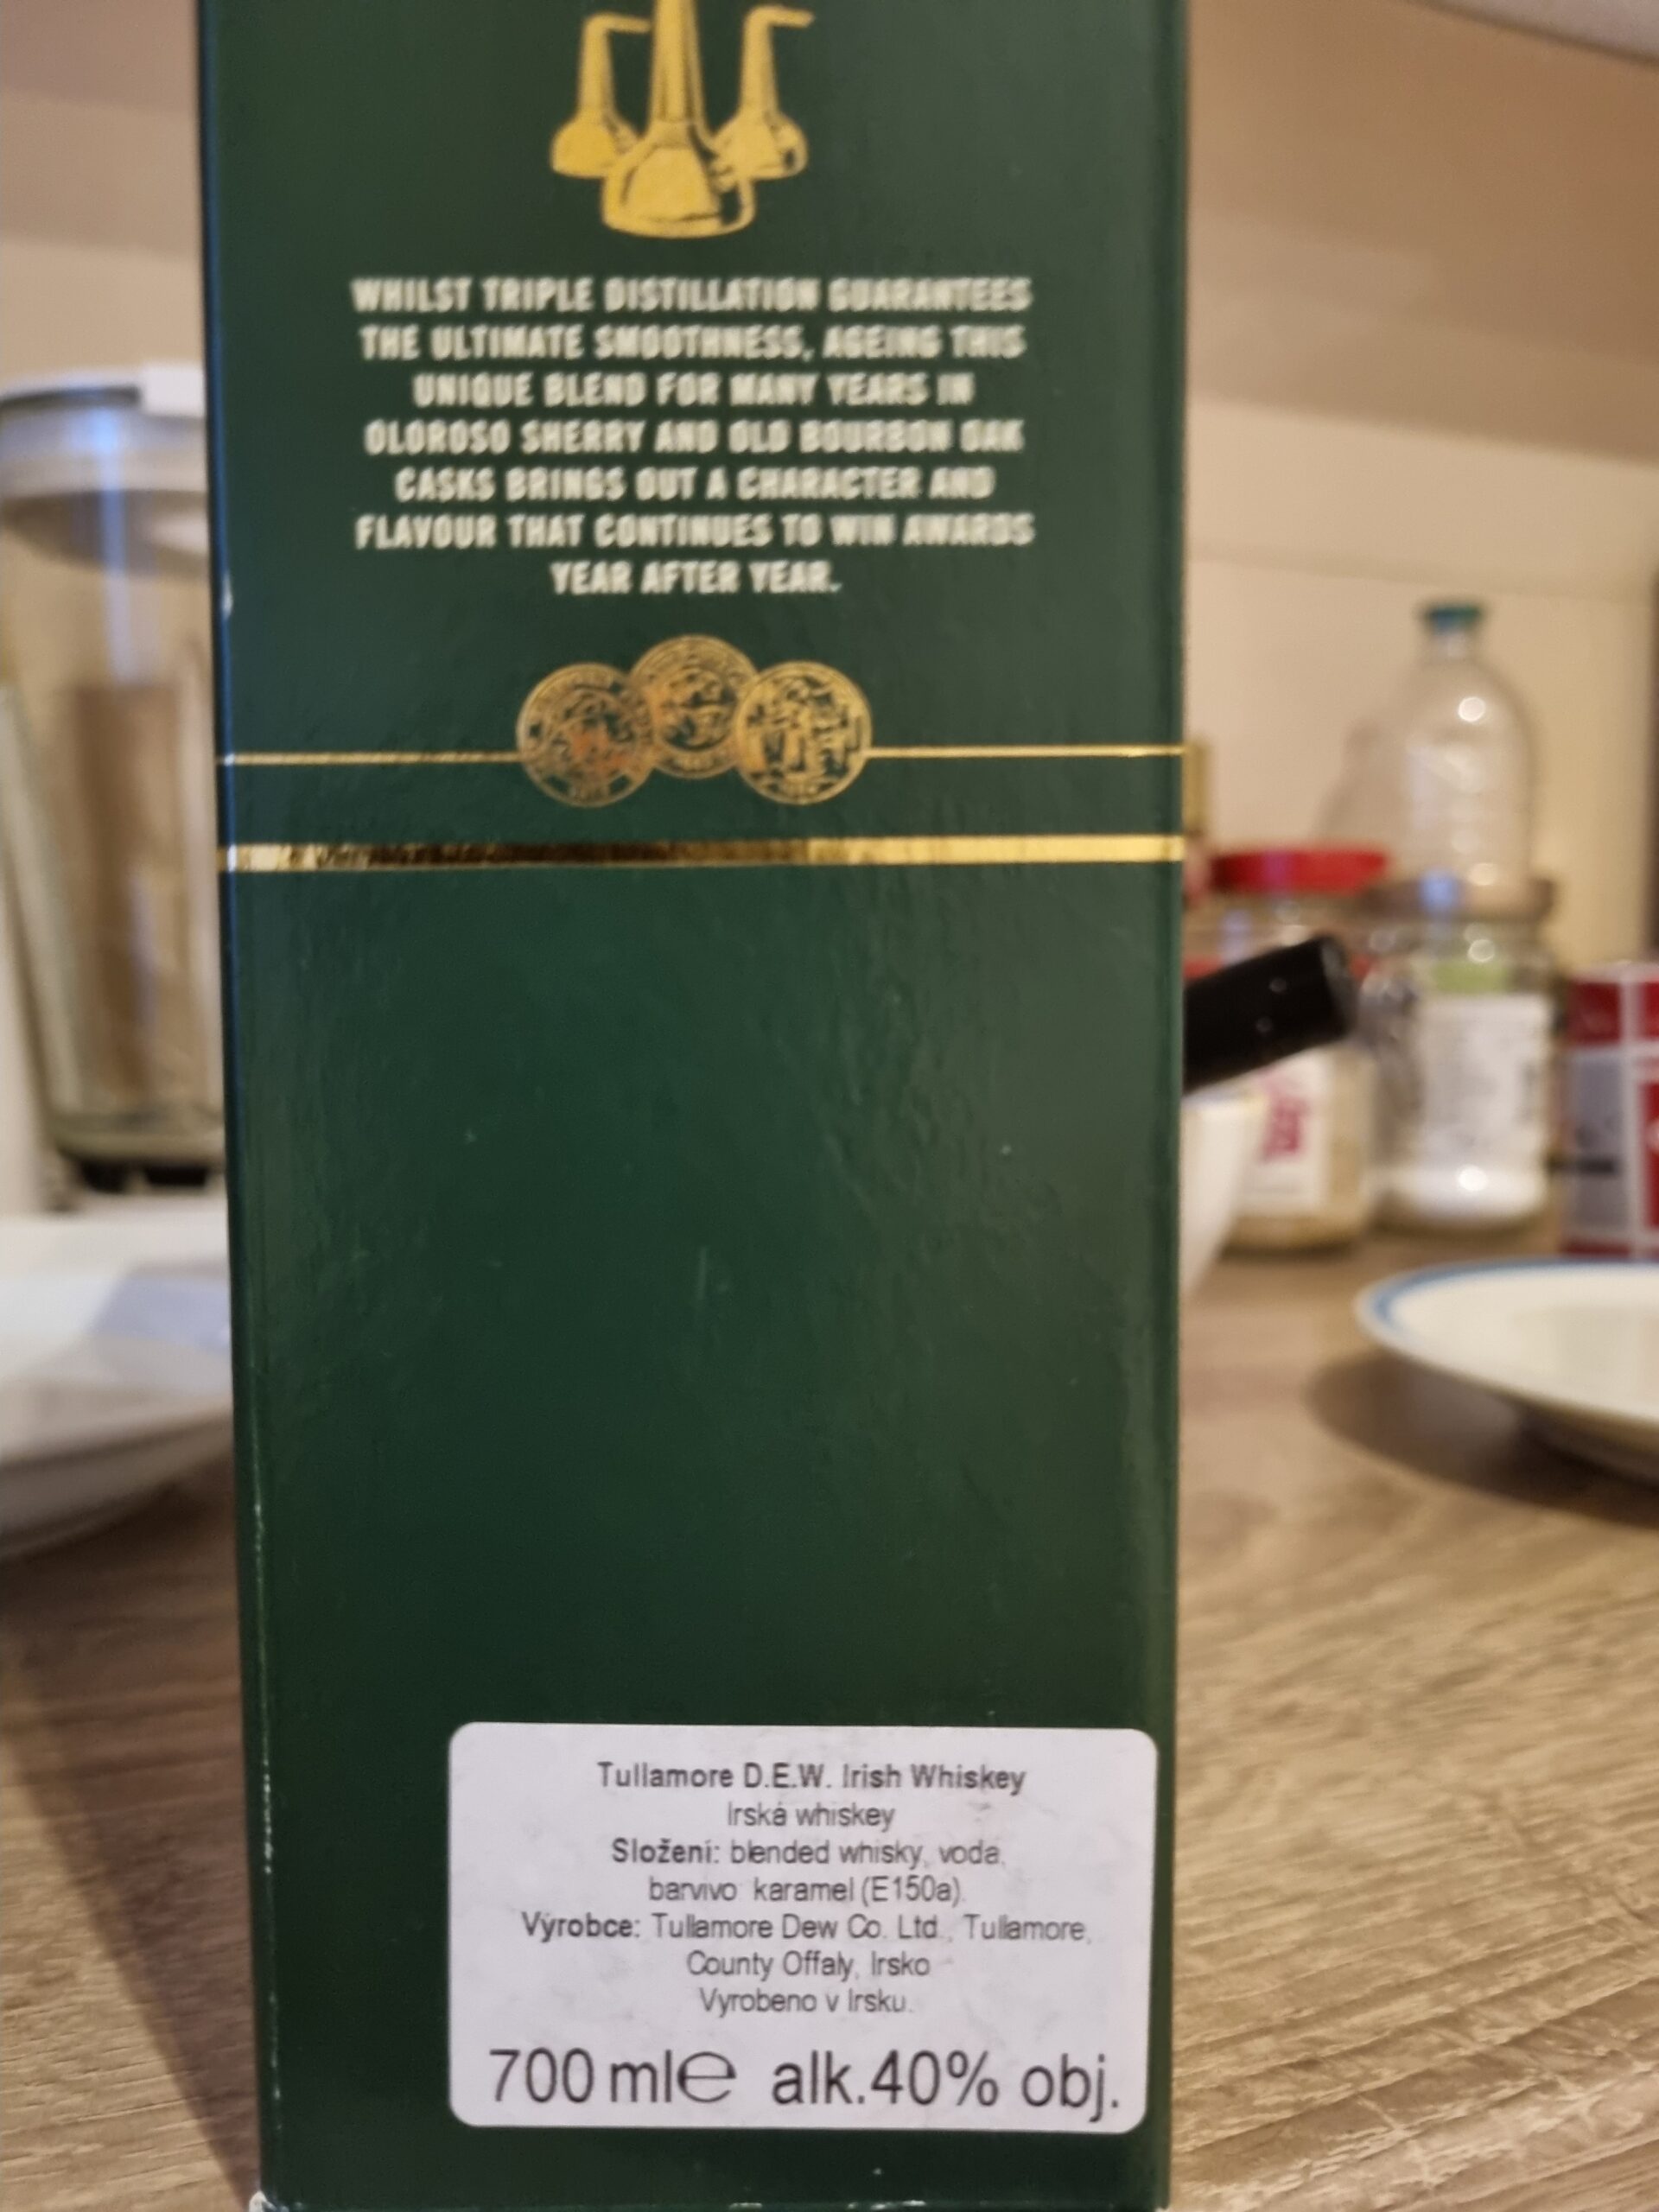 WHILST TRIPLE DISTILLATION GUARANTEES
THE ULTIMATE SMOOTHNESS, AGEING THIS
UNIQUE BLEND FOR MANY YEARS IN
OLOROSO SHERRY AND OLD BOURBON OAK
CASKS BRINGS OUT A CHARACTER AND
FLAVOUR THAT CONTINUES TO WIN AWARDS
YEAR AFTER YEAR.
Tullamore D.E.W. Irish Whiskey
Irská whiskey
Složení: blended whisky, voda,
barvivo karamel (E150a).
Výrobce: Tullamore Dew Co. Ltd., Tullamore,
County Offaly, Irsko
Vyrobeno v Irsku.
700 ml℮ alk.40% obj.